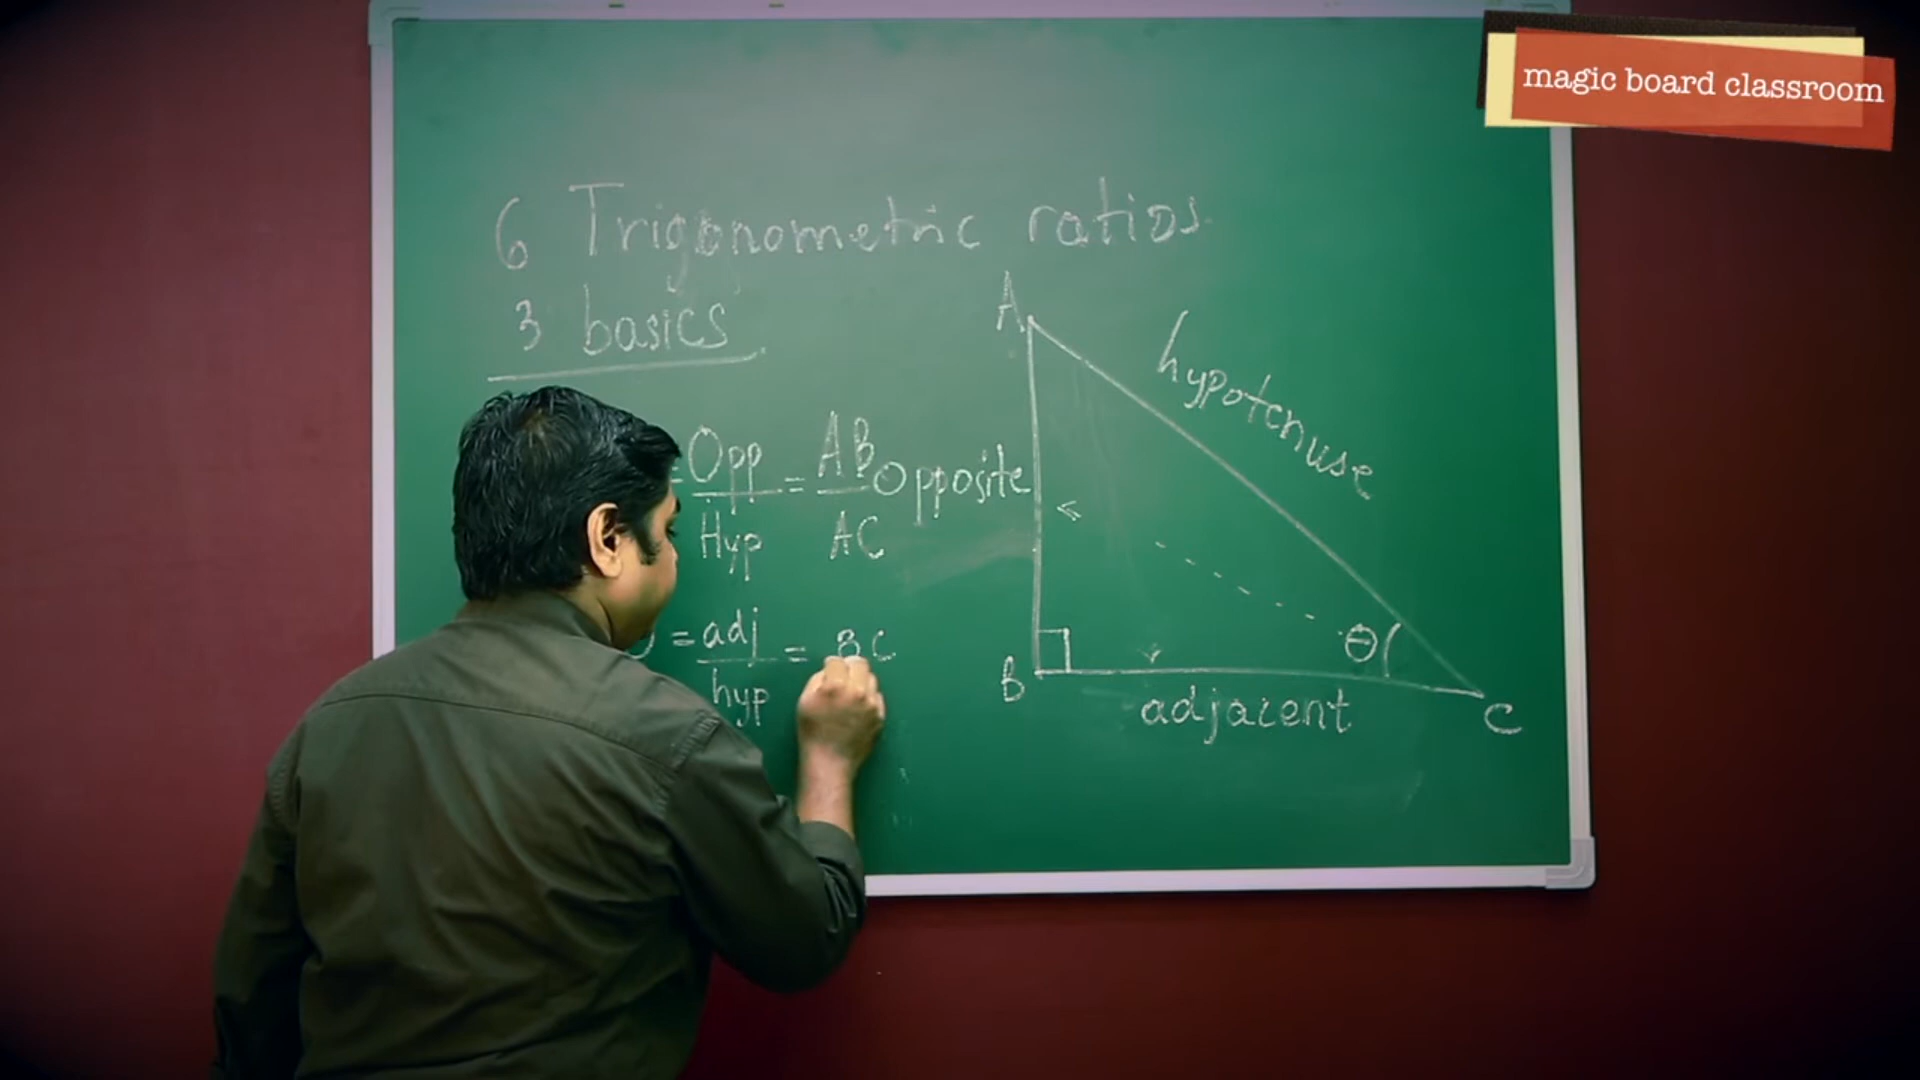 magic board classroom
6 Trigonometric ratios
3 basics
A
hypotenuse
= Opp = AB
Hyp AC
Opposite
<
θ
= adj = BC
hyp
B
adjacent
C